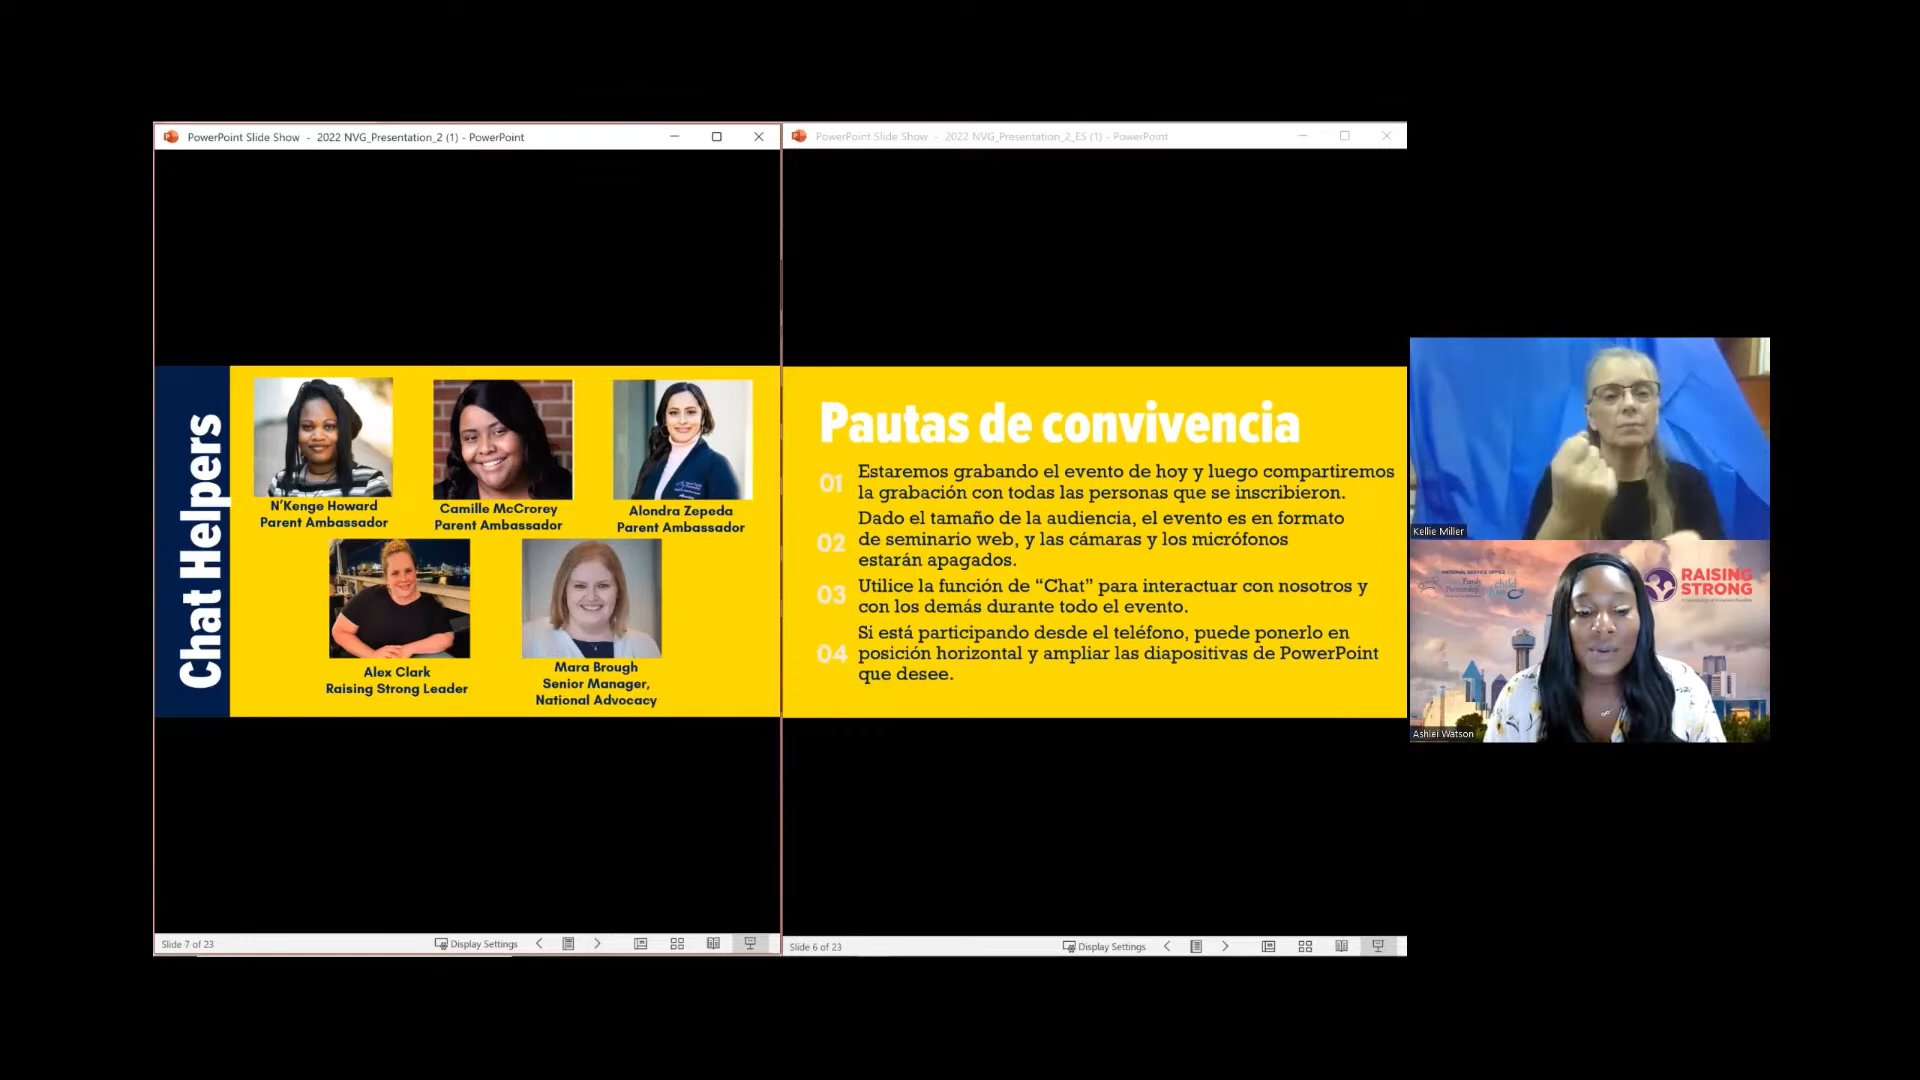 PowerPoint Slide Show - 2022 NVG_Presentation_2 (1) - PowerPoint
Chat Helpers
N'Kenge Howard
Parent Ambassador
Camille McCrorey
Parent Ambassador
Alondra Zepeda
Parent Ambassador
Alex Clark
Raising Strong Leader
Mara Brough
Senior Manager,
National Advocacy
Slide 7 of 23
Display Settings
PowerPoint Slide Show - 2022 NVG_Presentation_2_ES (1) - PowerPoint
Pautas de convivencia
01
Estaremos grabando el evento de hoy y luego compartiremos
la grabación con todas las personas que se inscribieron.
02
Dado el tamaño de la audiencia, el evento es en formato
de seminario web, y las cámaras y los micrófonos
estarán apagados.
03
Utilice la función de “Chat” para interactuar con nosotros y
con los demás durante todo el evento.
04
Si está participando desde el teléfono, puede ponerlo en
posición horizontal y ampliar las diapositivas de PowerPoint
que desee.
Slide 6 of 23
Display Settings
Kellie Miller
NATIONAL SERVICE OFFICE
Family
Partnership
child
RAISING
STRONG
Ashlei Watson